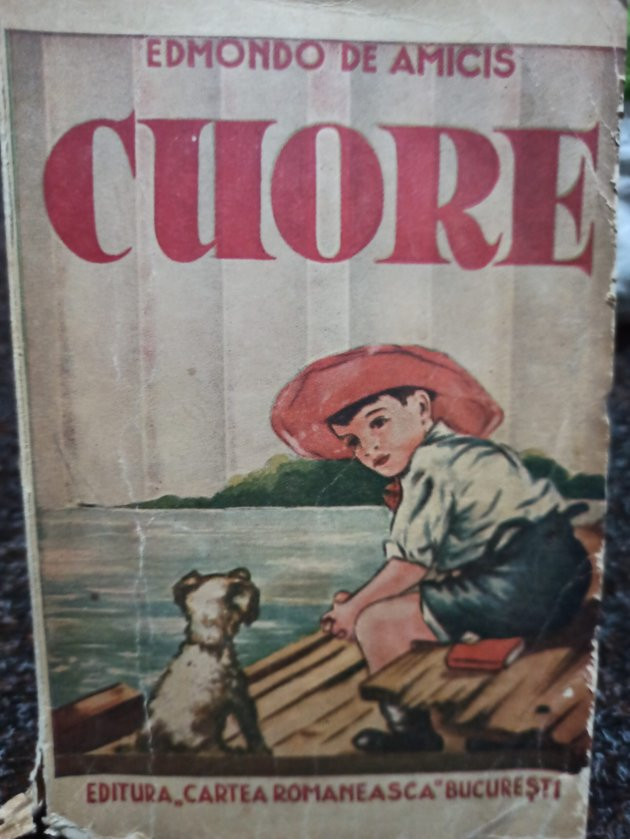 EDMONDO DE AMICIS
CUORE
EDITURA „CARTEA ROMANEASCA" BUCUREȘTI